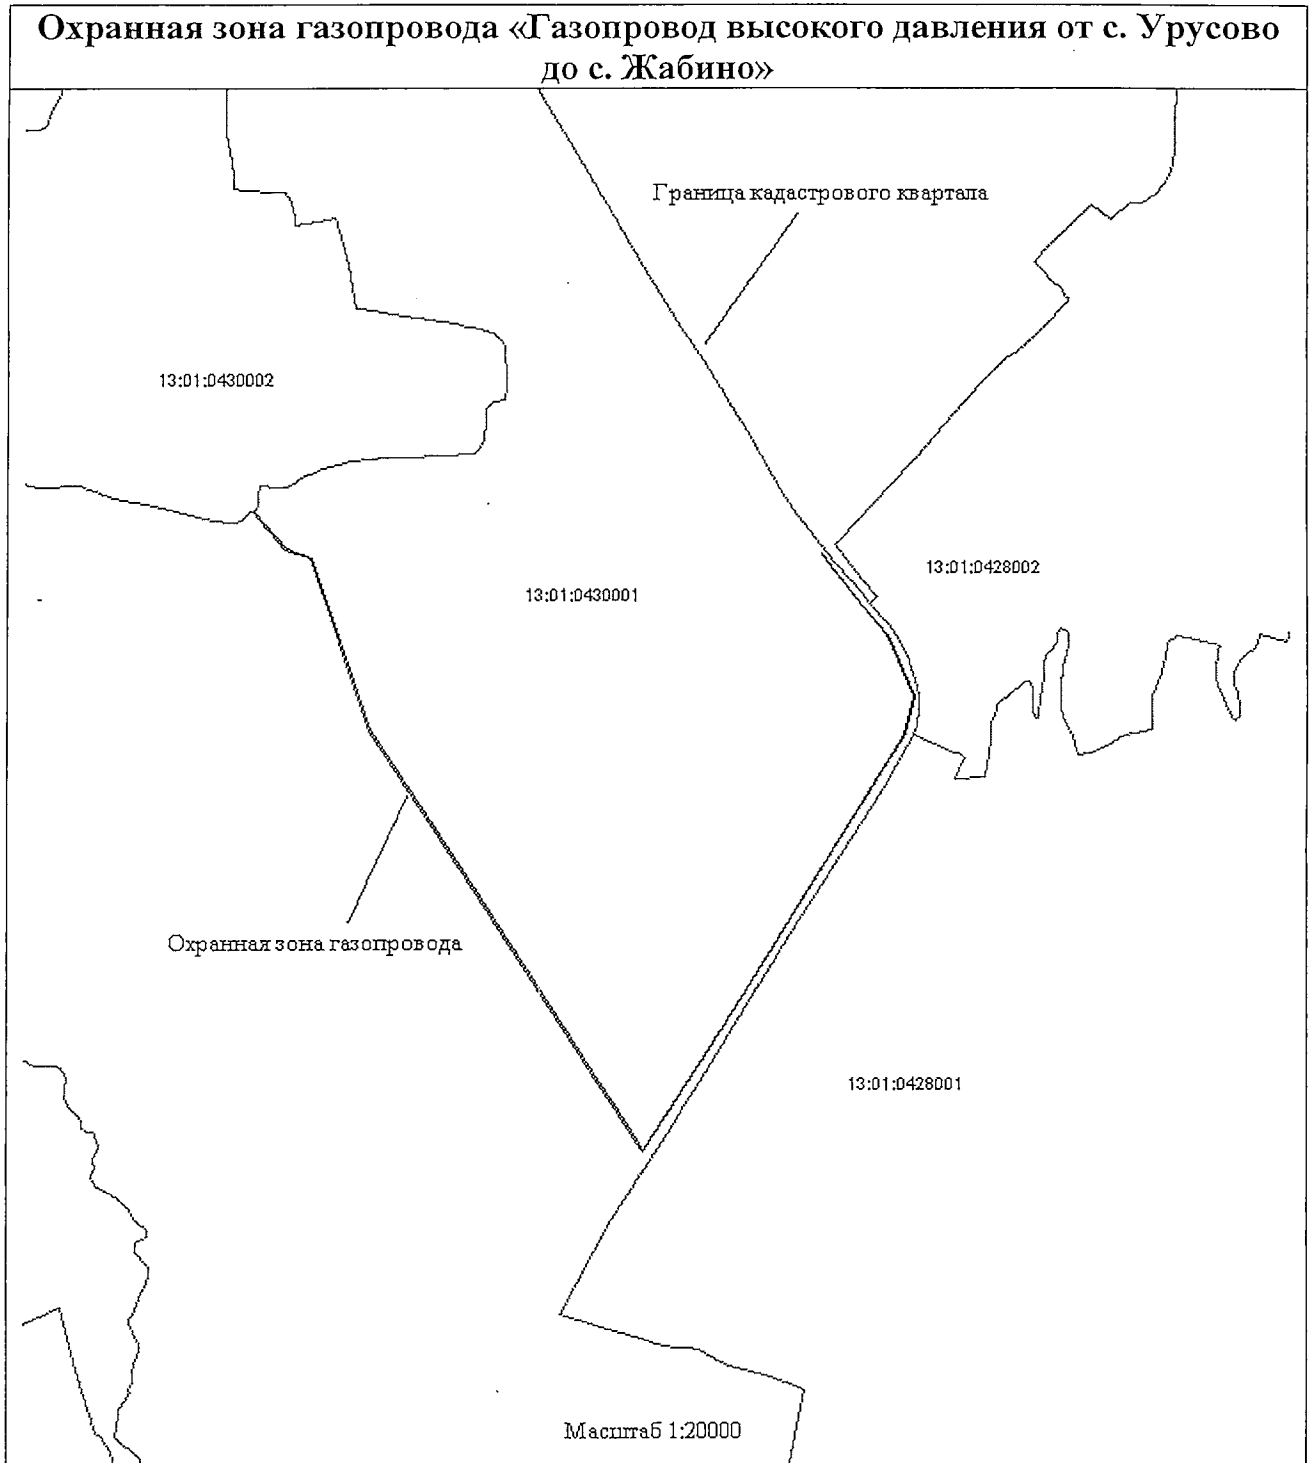 Охранная зона газопровода «Газопровод высокого давления от с. Урусово
до с. Жабино»
Граница кадастрового квартала
13:01:0430002
13:01:0428002
13:01:0430001
Охранная зона газопровода
13:01:0428001
Масштаб 1:20000